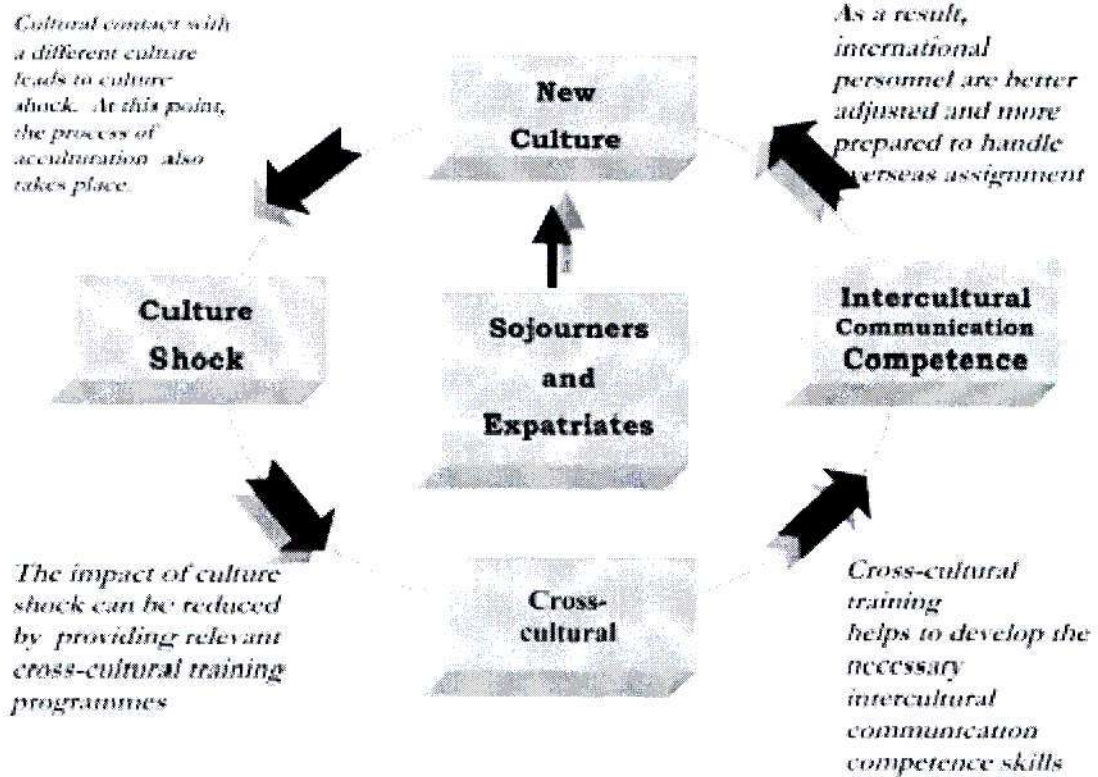 Cultural contact with
a different culture
leads to culture
shock. At this point,
the process of
acculturation also
takes place.
New
Culture
As a result,
international
personnel are better
adjusted and more
prepared to handle
overseas assignment
Culture
Shock
Sojourners
and
Expatriates
Intercultural
Communication
Competence
The impact of culture
shock can be reduced
by providing relevant
cross-cultural training
programmes
Cross-
cultural
Cross-cultural
training
helps to develop the
necessary
intercultural
communication
competence skills